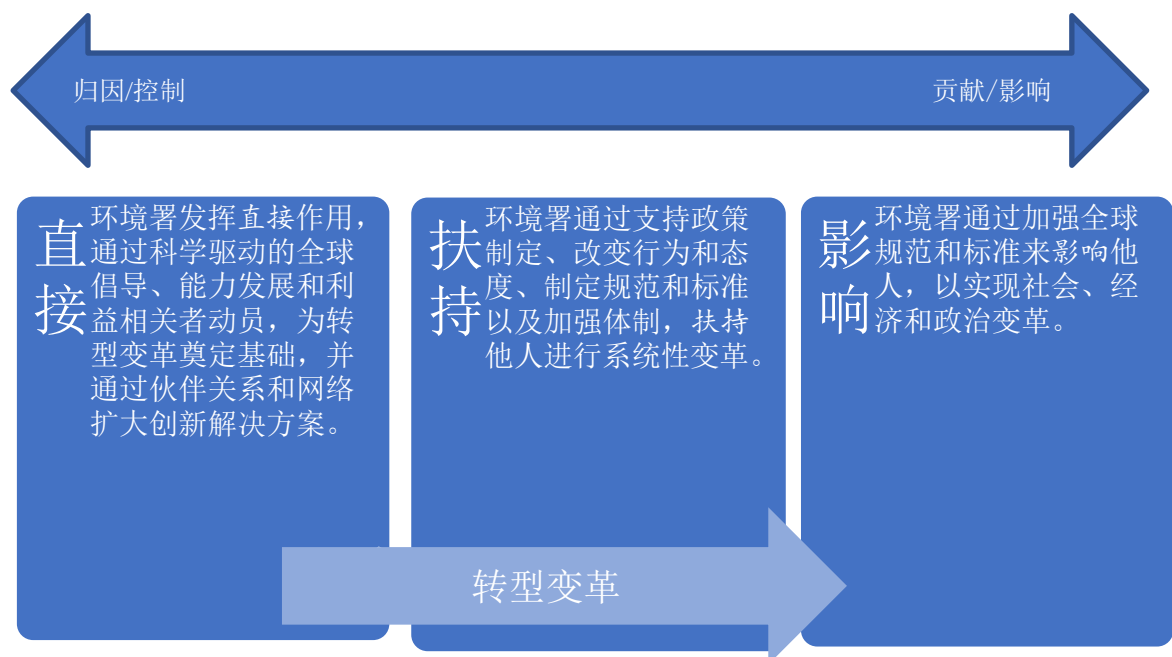 归因/控制
贡献/影响
直接
环境署发挥直接作用，
通过科学驱动的全球
倡导、能力发展和利
益相关者动员，为转
型变革奠定基础，并
通过伙伴关系和网络
扩大创新解决方案。
扶持
环境署通过支持政策
制定、改变行为和态
度、制定规范和标准
以及加强体制，扶持
他人进行系统性变革。
影响
环境署通过加强全球
规范和标准来影响他
人，以实现社会、经
济和政治变革。
转型变革